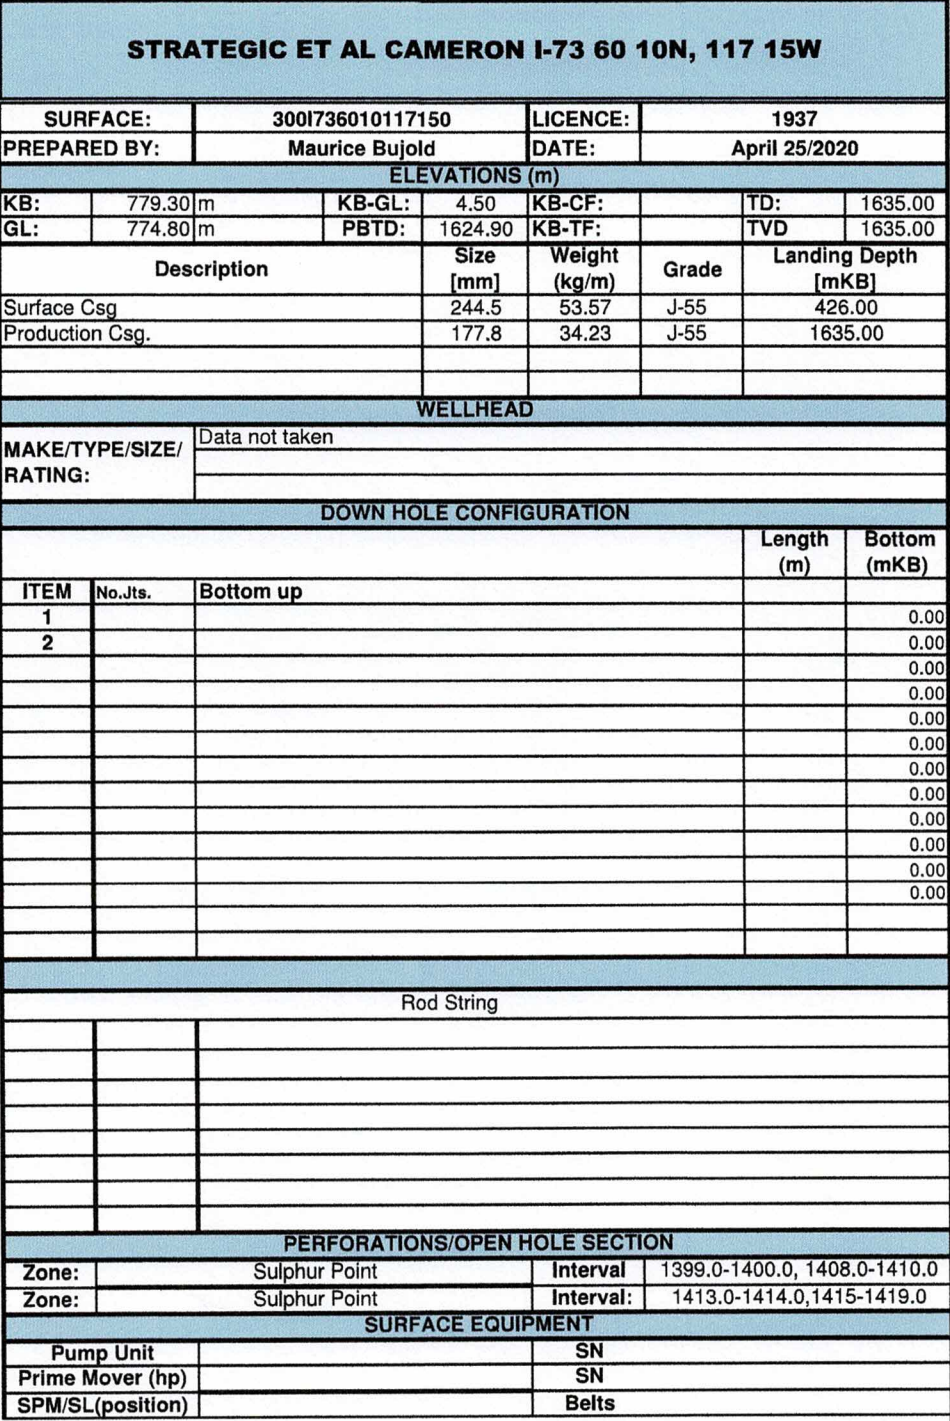 STRATEGIC ET AL CAMERON I-73 60 10N, 117 15W
SURFACE: 300I736010117150 LICENCE: 1937
PREPARED BY: Maurice Bujold DATE: April 25/2020
ELEVATIONS (m)
KB: 779.30 m KB-GL: 4.50 KB-CF: TD: 1635.00
GL: 774.80 m PBTD: 1624.90 KB-TF: TVD 1635.00
Description Size [mm] Weight (kg/m) Grade Landing Depth [mKB]
Surface Csg 244.5 53.57 J-55 426.00
Production Csg. 177.8 34.23 J-55 1635.00
WELLHEAD
MAKE/TYPE/SIZE/ RATING: Data not taken
DOWN HOLE CONFIGURATION
Length (m) Bottom (mKB)
ITEM No.Jts. Bottom up
1 0.00
2 0.00
0.00
0.00
0.00
0.00
0.00
0.00
0.00
0.00
0.00
0.00
Rod String
PERFORATIONS/OPEN HOLE SECTION
Zone: Sulphur Point Interval 1399.0-1400.0, 1408.0-1410.0
Zone: Sulphur Point Interval: 1413.0-1414.0,1415-1419.0
SURFACE EQUIPMENT
Pump Unit SN
Prime Mover (hp) SN
SPM/SL(position) Belts